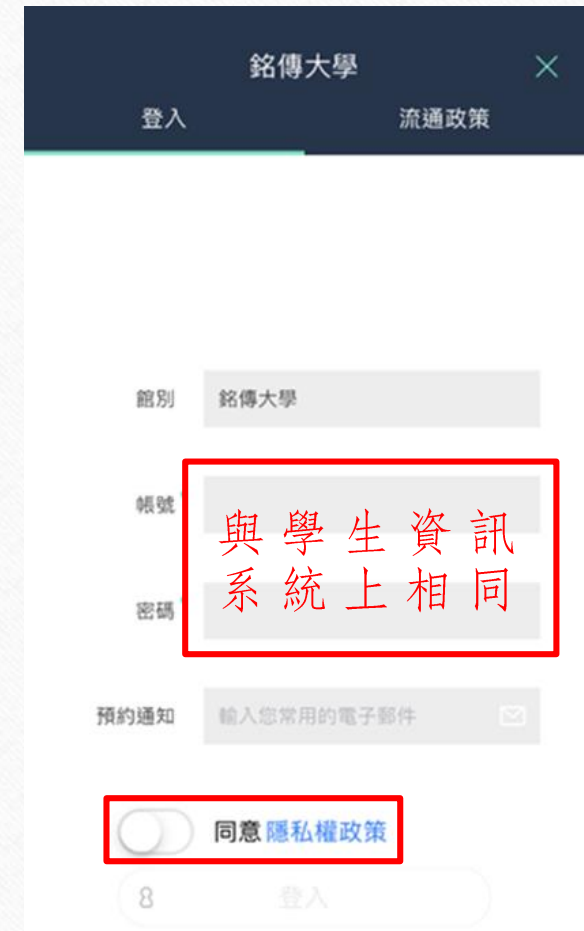 銘傳大學
登入 流通政策
館別 銘傳大學
帳號
與學生資訊
系統上相同
密碼
預約通知 輸入您常用的電子郵件
同意隱私權政策
8 登入